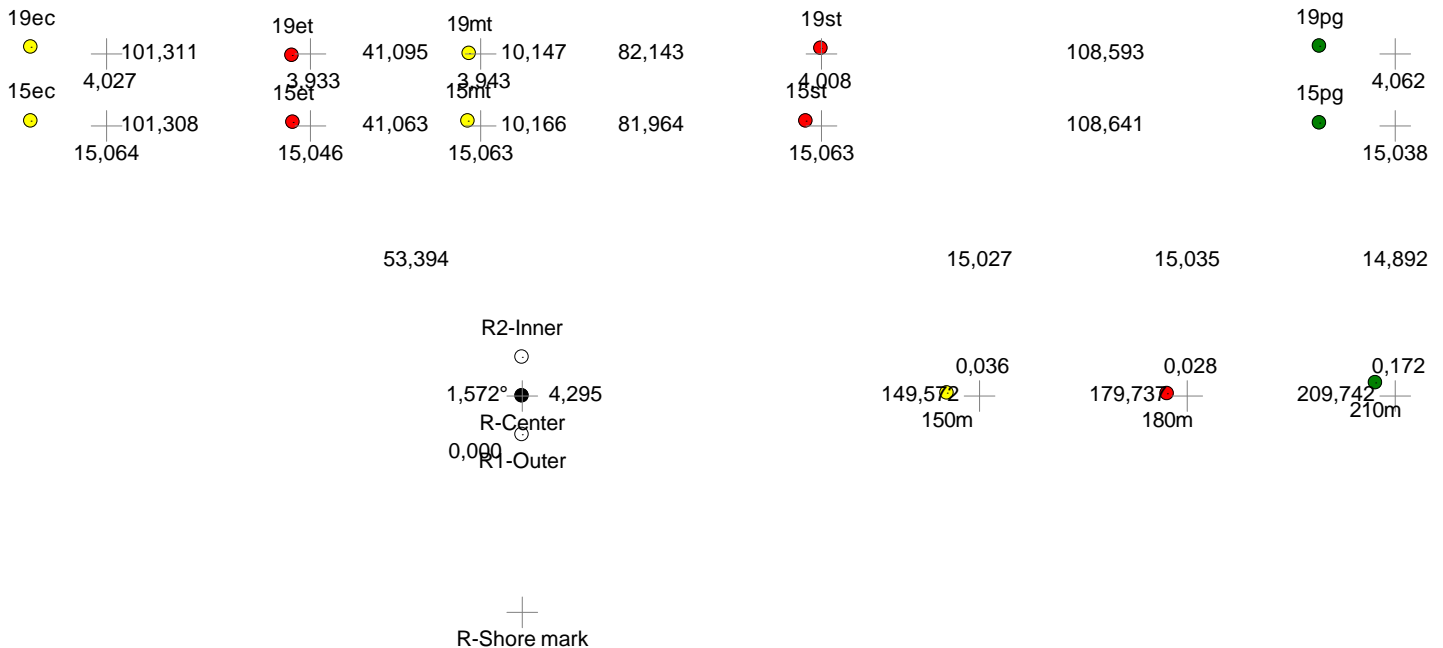 19ec 19et 19mt 19st 19pg
101,311 41,095 10,147 82,143 108,593
4,027 3,933 3,943 4,008 4,062
15ec 15et 15mt 15st 15pg
101,308 41,063 10,166 81,964 108,641
15,064 15,046 15,063 15,063 15,038
53,394 15,027 15,035 14,892
R2-Inner
0,036 0,028 0,172
1,572° 4,295 149,572 179,737 209,742
R-Center 150m 180m 210m
0,000
R1-Outer
R-Shore mark